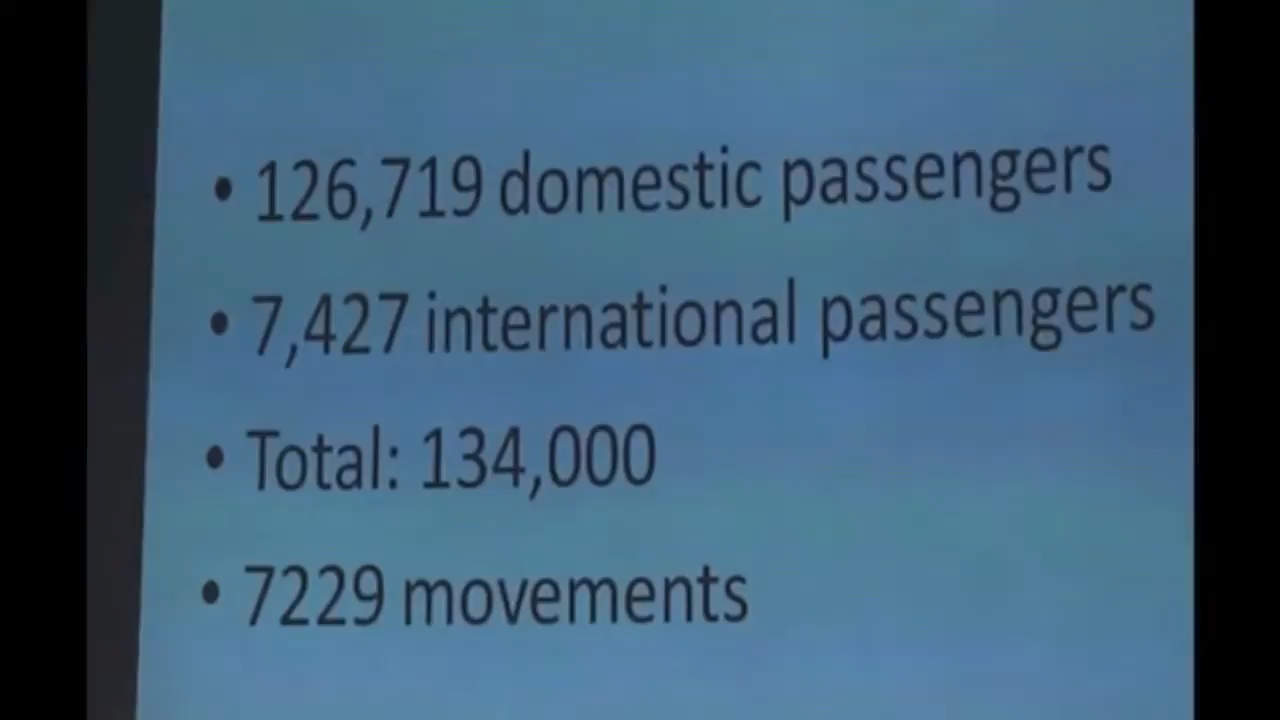 • 126,719 domestic passengers
• 7,427 international passengers
• Total: 134,000
• 7229 movements